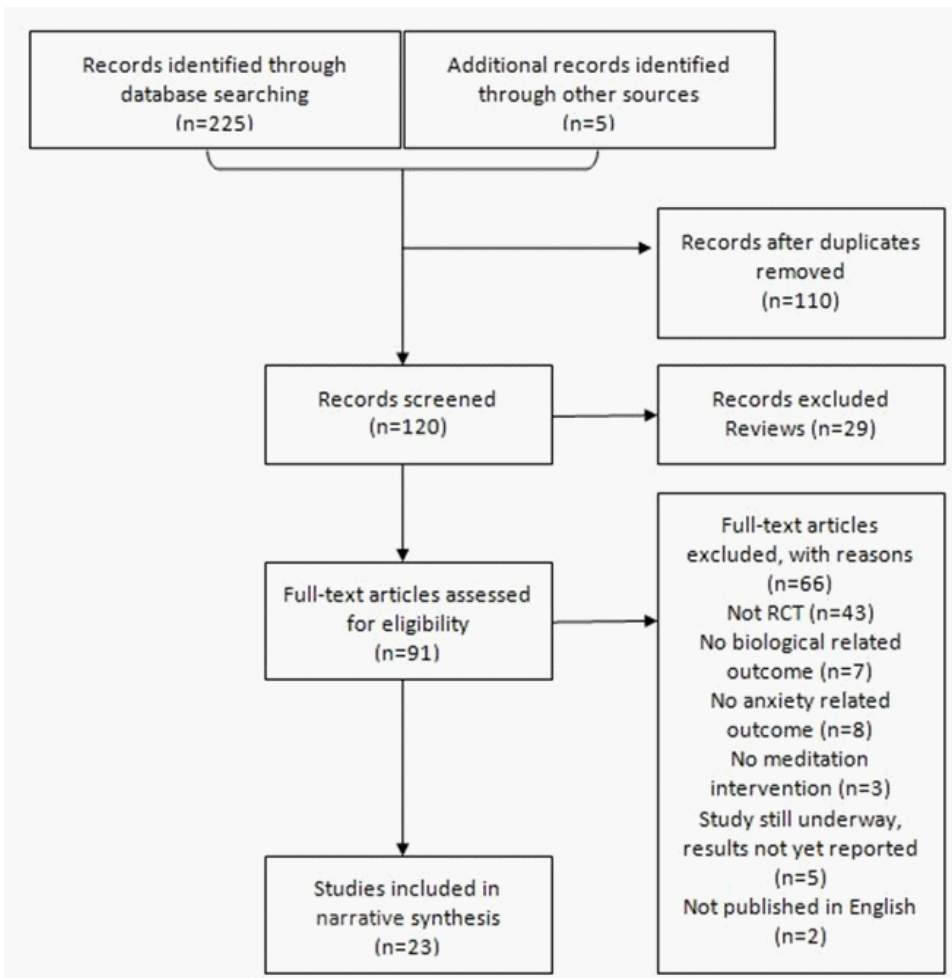 Records identified through
database searching
(n=225)
Additional records identified
through other sources
(n=5)
Records after duplicates
removed
(n=110)
Records screened
(n=120)
Records excluded
Reviews (n=29)
Full-text articles assessed
for eligibility
(n=91)
Full-text articles
excluded, with reasons
(n=66)
Not RCT (n=43)
No biological related
outcome (n=7)
No anxiety related
outcome (n=8)
No meditation
intervention (n=3)
Study still underway,
results not yet reported
(n=5)
Not published in English
(n=2)
Studies included in
narrative synthesis
(n=23)